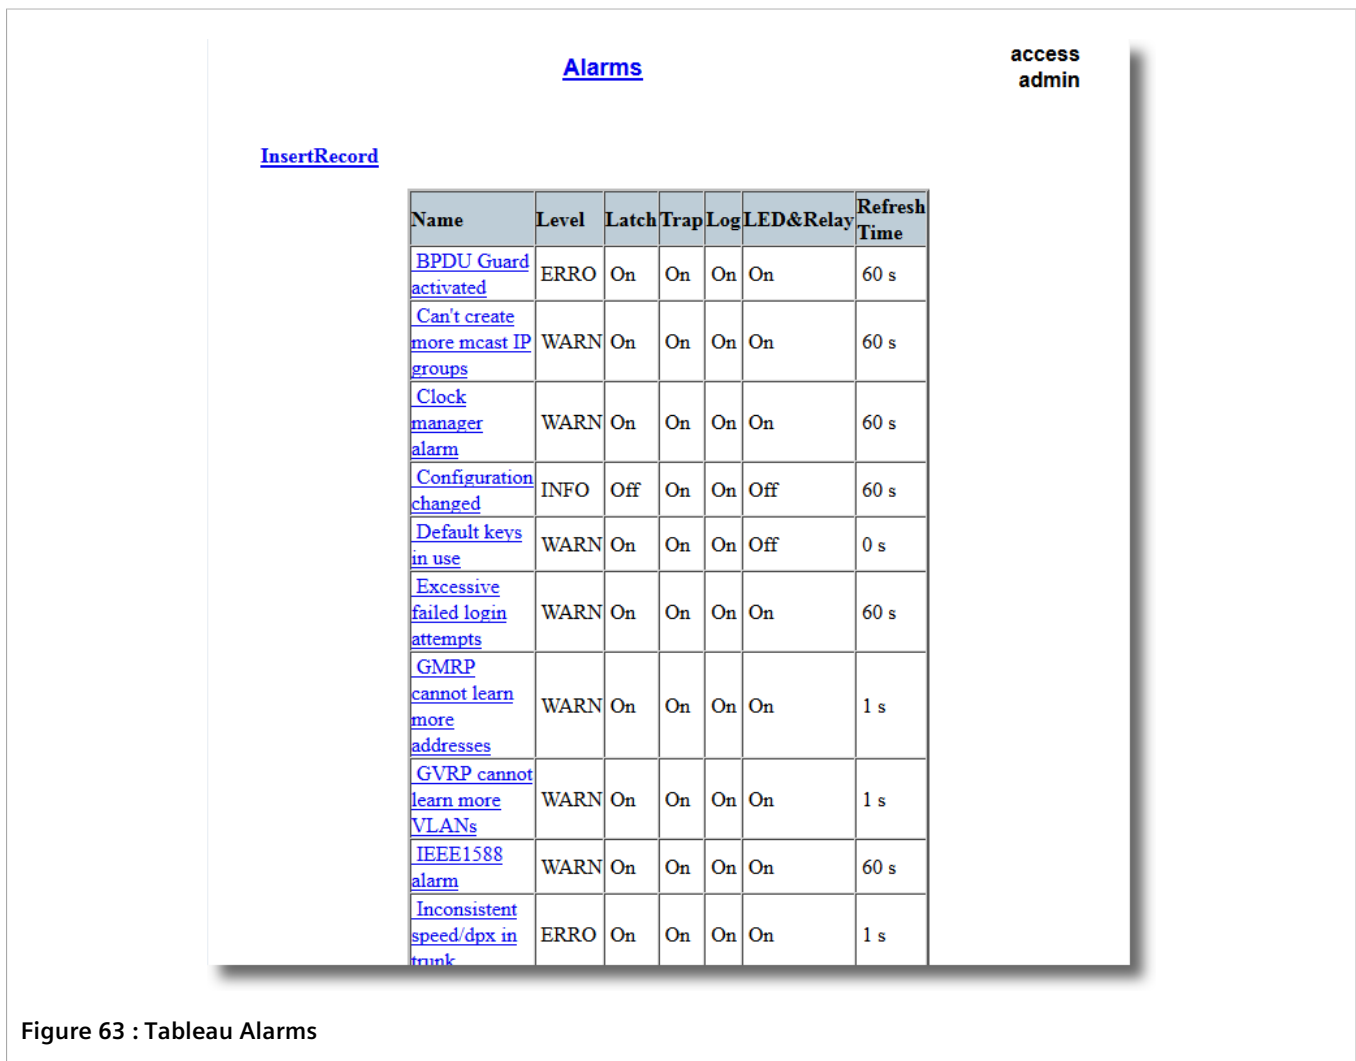 Alarms
access
admin
InsertRecord
Name Level Latch Trap Log LED&Relay Refresh
Time
BPDU Guard
activated ERRO On On On On 60 s
Can't create
more mcast IP WARN On On On On 60 s
groups
Clock
manager WARN On On On On 60 s
alarm
Configuration
changed INFO Off On On Off 60 s
Default keys
in use WARN On On On Off 0 s
Excessive
failed login WARN On On On On 60 s
attempts
GMRP
cannot learn WARN On On On On 1 s
more
addresses
GVRP cannot
learn more WARN On On On On 1 s
VLANs
IEEE1588
alarm WARN On On On On 60 s
Inconsistent
speed/dpx in ERRO On On On On 1 s
trunk
Figure 63 : Tableau Alarms